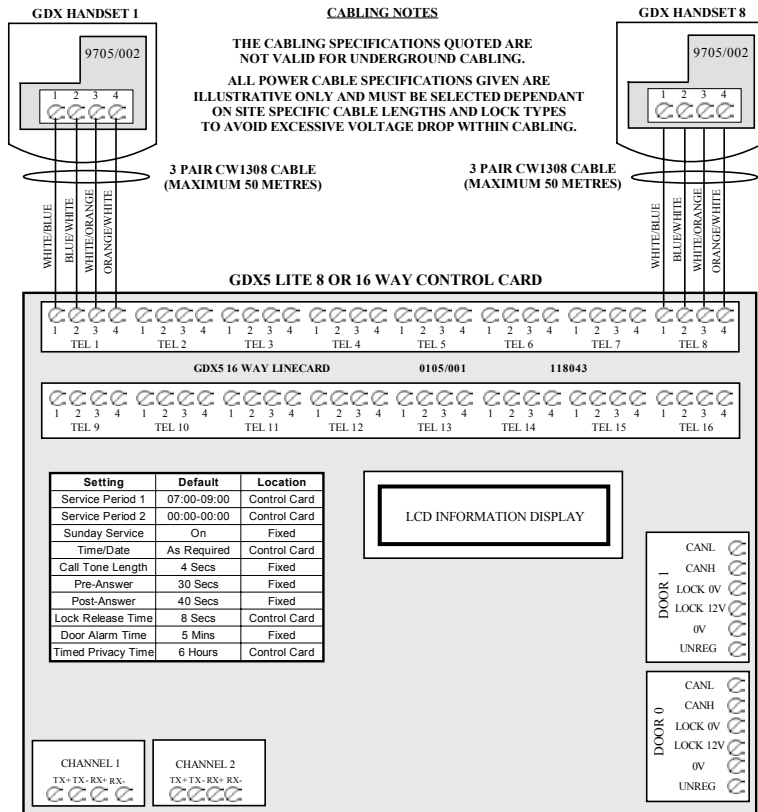 GDX HANDSET 1
9705/002
1 2 3 4
3 PAIR CW1308 CABLE
(MAXIMUM 50 METRES)
WHITE/BLUE
BLUE/WHITE
WHITE/ORANGE
ORANGE/WHITE
CABLING NOTES
THE CABLING SPECIFICATIONS QUOTED ARE
NOT VALID FOR UNDERGROUND CABLING.
ALL POWER CABLE SPECIFICATIONS GIVEN ARE
ILLUSTRATIVE ONLY AND MUST BE SELECTED DEPENDANT
ON SITE SPECIFIC CABLE LENGTHS AND LOCK TYPES
TO AVOID EXCESSIVE VOLTAGE DROP WITHIN CABLING.
GDX HANDSET 8
9705/002
1 2 3 4
3 PAIR CW1308 CABLE
(MAXIMUM 50 METRES)
WHITE/BLUE
BLUE/WHITE
WHITE/ORANGE
ORANGE/WHITE
GDX5 LITE 8 OR 16 WAY CONTROL CARD
1 2 3 4 1 2 3 4 1 2 3 4 1 2 3 4 1 2 3 4 1 2 3 4 1 2 3 4 1 2 3 4
TEL 1 TEL 2 TEL 3 TEL 4 TEL 5 TEL 6 TEL 7 TEL 8
GDX5 16 WAY LINECARD 0105/001 118043
1 2 3 4 1 2 3 4 1 2 3 4 1 2 3 4 1 2 3 4 1 2 3 4 1 2 3 4 1 2 3 4
TEL 9 TEL 10 TEL 11 TEL 12 TEL 13 TEL 14 TEL 15 TEL 16
Setting Default Location
Service Period 1 07:00-09:00 Control Card
Service Period 2 00:00-00:00 Control Card
Sunday Service On Fixed
Time/Date As Required Control Card
Call Tone Length 4 Secs Fixed
Pre-Answer 30 Secs Fixed
Post-Answer 40 Secs Fixed
Lock Release Time 8 Secs Control Card
Door Alarm Time 5 Mins Fixed
Timed Privacy Time 6 Hours Control Card
LCD INFORMATION DISPLAY
DOOR 1
CANL
CANH
LOCK 0V
LOCK 12V
0V
UNREG
DOOR 0
CANL
CANH
LOCK 0V
LOCK 12V
0V
UNREG
CHANNEL 1
TX+ TX- RX+ RX-
CHANNEL 2
TX+ TX- RX+ RX-